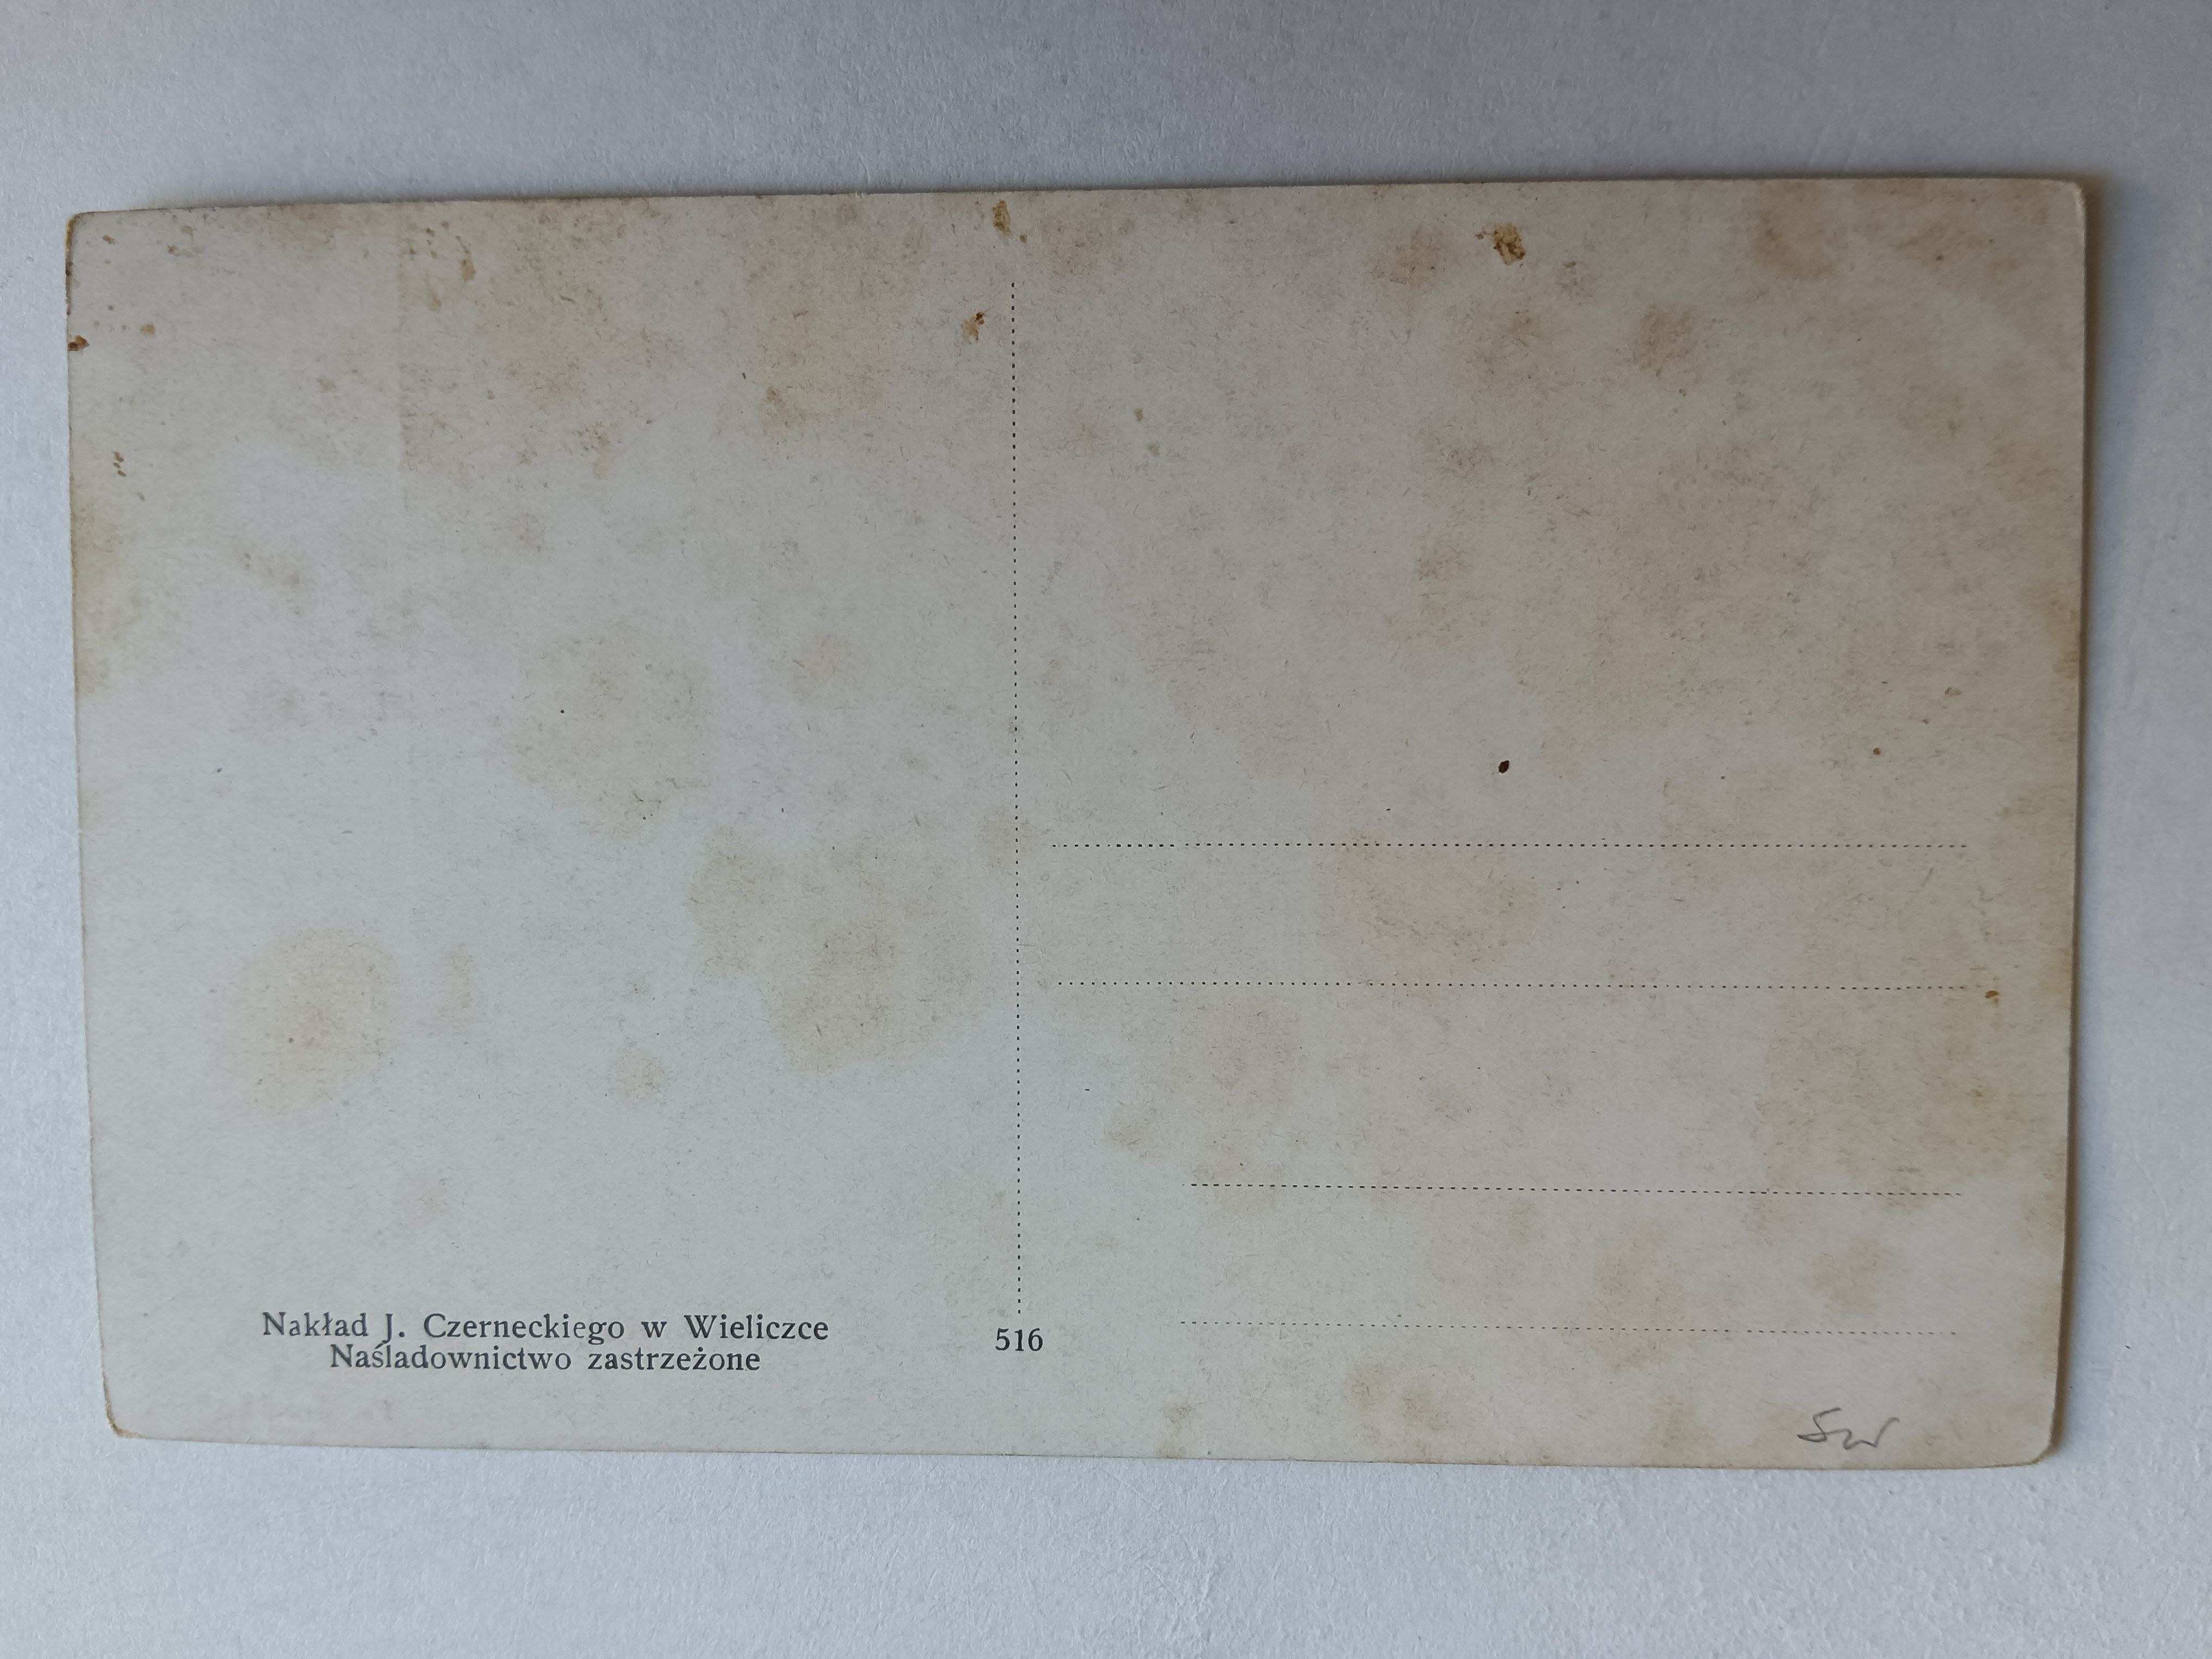 Nakład J. Czerneckiego w Wieliczce
Naśladownictwo zastrzeżone
516